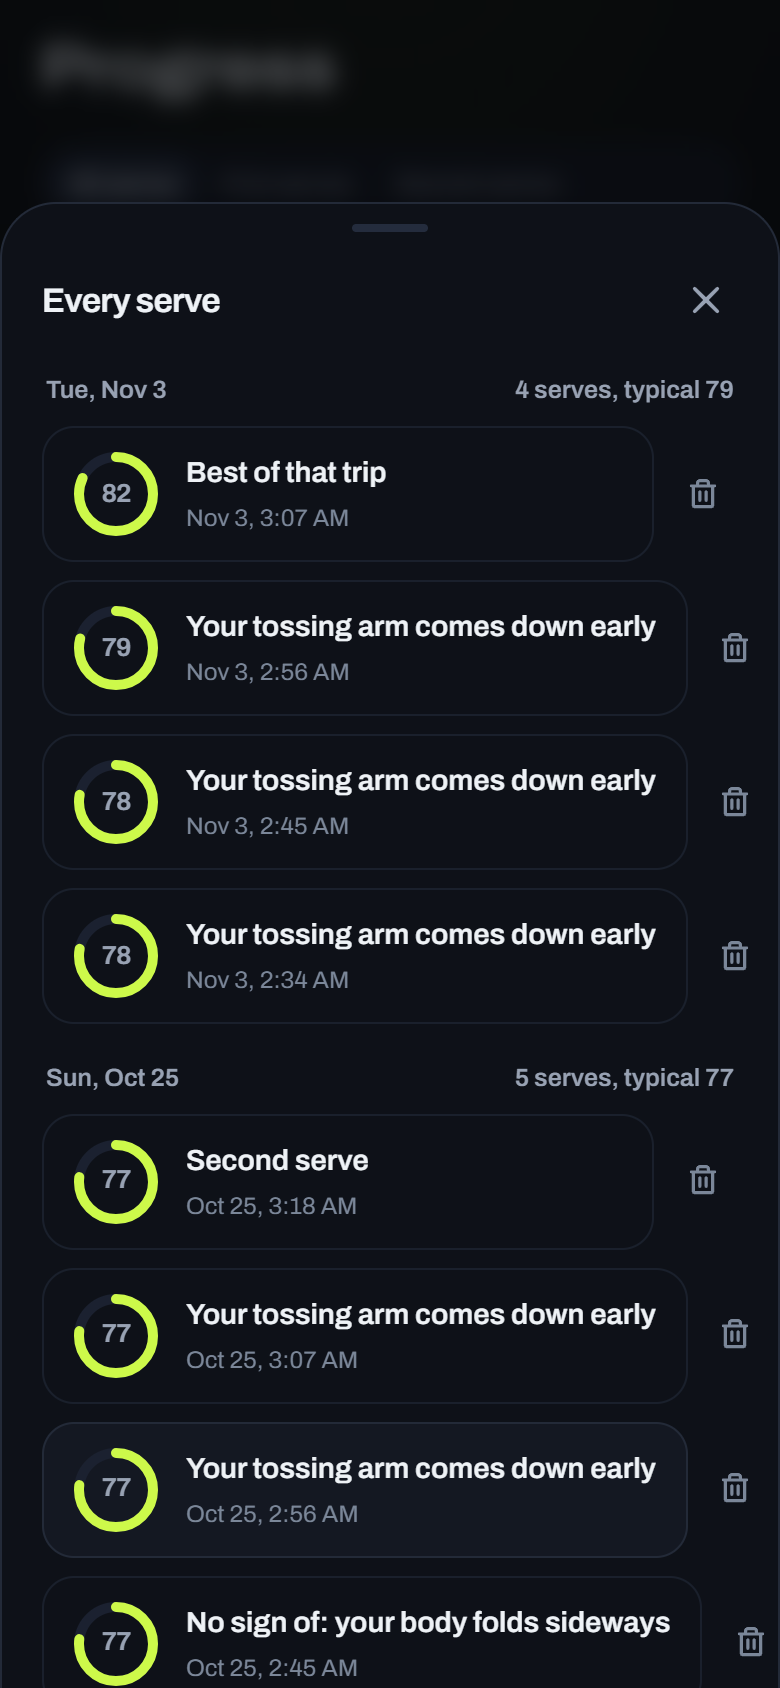 Progress
Every serve
Tue, Nov 3
4 serves, typical 79
82
Best of that trip
Nov 3, 3:07 AM
79
Your tossing arm comes down early
Nov 3, 2:56 AM
78
Your tossing arm comes down early
Nov 3, 2:45 AM
78
Your tossing arm comes down early
Nov 3, 2:34 AM
Sun, Oct 25
5 serves, typical 77
77
Second serve
Oct 25, 3:18 AM
77
Your tossing arm comes down early
Oct 25, 3:07 AM
77
Your tossing arm comes down early
Oct 25, 2:56 AM
77
No sign of: your body folds sideways
Oct 25, 2:45 AM